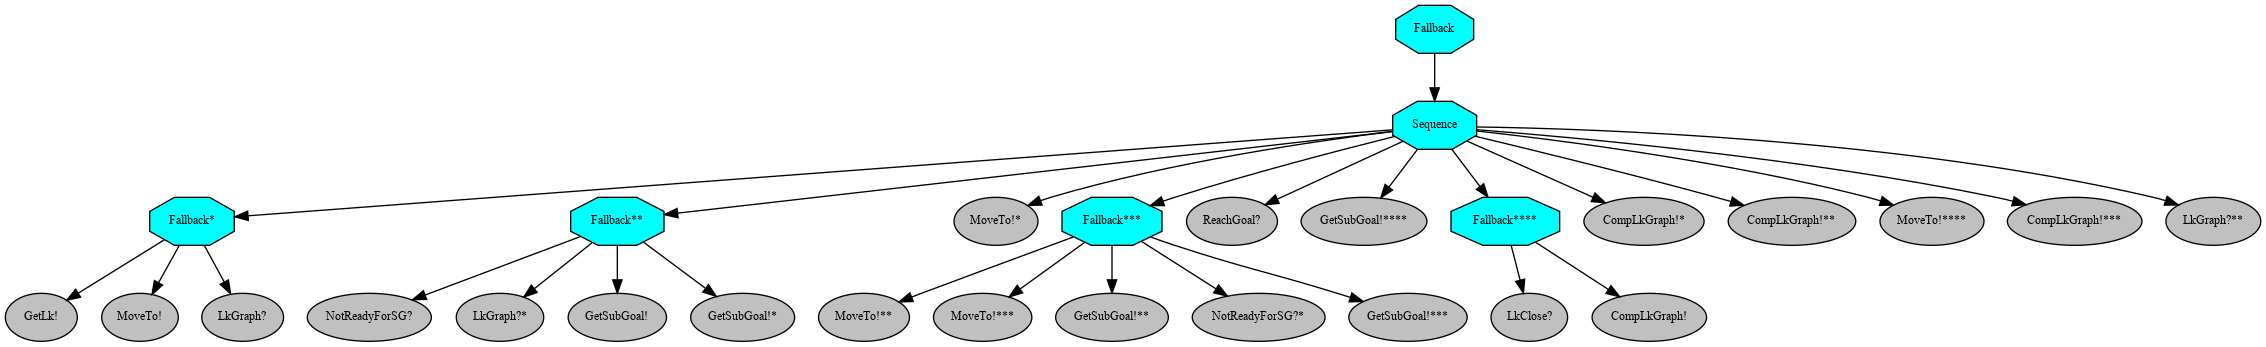 Fallback
Sequence
Fallback*
Fallback**
MoveTo!*
Fallback***
ReachGoal?
GetSubGoal!****
Fallback****
CompLkGraph!*
CompLkGraph!**
MoveTo!****
CompLkGraph!***
LkGraph?**
GetLk!
MoveTo!
LkGraph?
NotReadyForSG?
LkGraph?*
GetSubGoal!
GetSubGoal!*
MoveTo!**
MoveTo!***
GetSubGoal!**
NotReadyForSG?*
GetSubGoal!***
LkClose?
CompLkGraph!